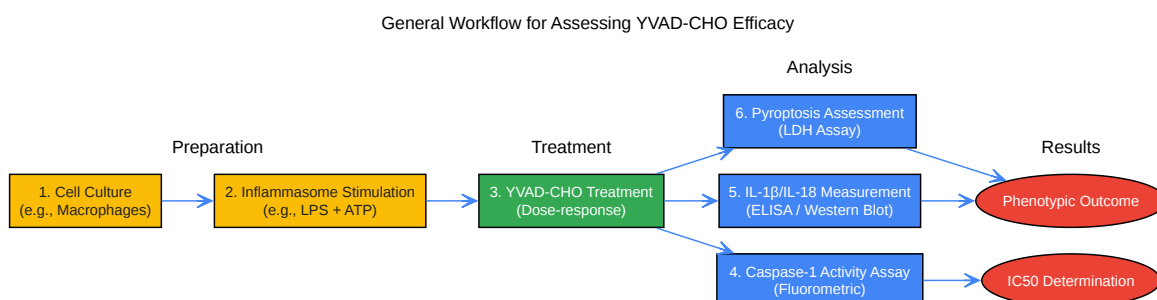 General Workflow for Assessing YVAD-CHO Efficacy
Preparation
1. Cell Culture
(e.g., Macrophages)
2. Inflammasome Stimulation
(e.g., LPS + ATP)
Treatment
3. YVAD-CHO Treatment
(Dose-response)
Analysis
6. Pyroptosis Assessment
(LDH Assay)
5. IL-1β/IL-18 Measurement
(ELISA / Western Blot)
4. Caspase-1 Activity Assay
(Fluorometric)
Results
Phenotypic Outcome
IC50 Determination